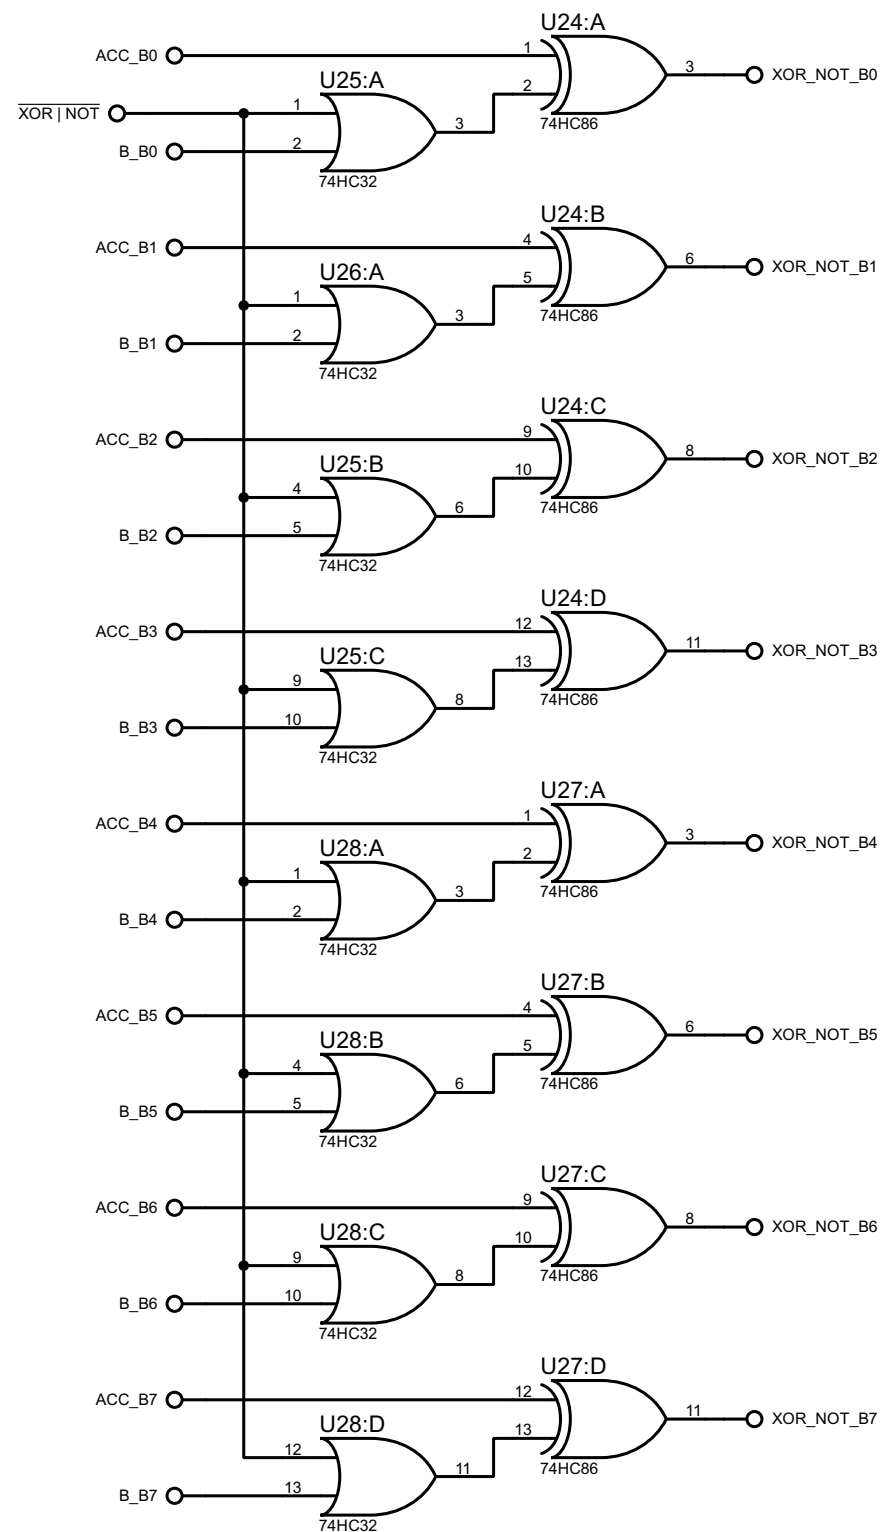 U24:A
ACC_B0
1
3
XOR_NOT_B0
U25:A
2
XOR | NOT
1
3
74HC86
B_B0
2
74HC32
U24:B
ACC_B1
4
6
XOR_NOT_B1
U26:A
5
1
3
74HC86
B_B1
2
74HC32
U24:C
ACC_B2
9
8
XOR_NOT_B2
U25:B
10
4
6
74HC86
B_B2
5
74HC32
U24:D
ACC_B3
12
11
XOR_NOT_B3
U25:C
13
9
8
74HC86
B_B3
10
74HC32
U27:A
ACC_B4
1
3
XOR_NOT_B4
U28:A
2
1
3
74HC86
B_B4
2
74HC32
U27:B
ACC_B5
4
6
XOR_NOT_B5
U28:B
5
4
6
74HC86
B_B5
5
74HC32
U27:C
ACC_B6
9
8
XOR_NOT_B6
U28:C
10
9
8
74HC86
B_B6
10
74HC32
U27:D
ACC_B7
12
11
XOR_NOT_B7
U28:D
13
12
11
74HC86
B_B7
13
74HC32